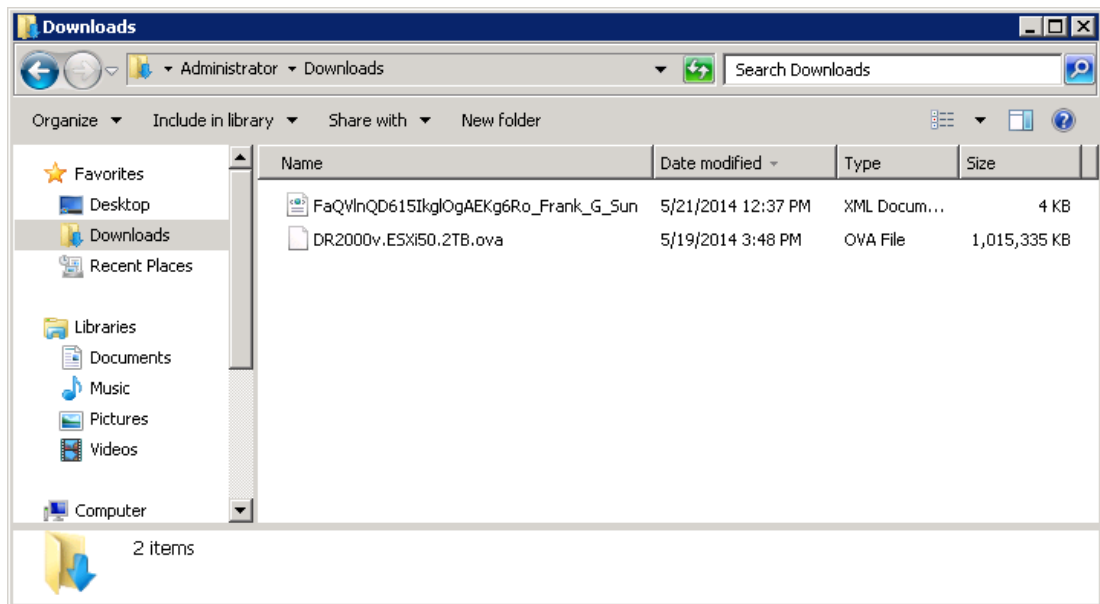 Downloads
Administrator Downloads Search Downloads
Organize Include in library Share with New folder
Name Date modified Type Size
Favorites
Desktop
Downloads
Recent Places
Libraries
Documents
Music
Pictures
Videos
Computer
FaQVlnQD615IkglOgAEKg6Ro_Frank_G_Sun 5/21/2014 12:37 PM XML Docum... 4 KB
DR2000v.ESXi50.2TB.ova 5/19/2014 3:48 PM OVA File 1,015,335 KB
2 items